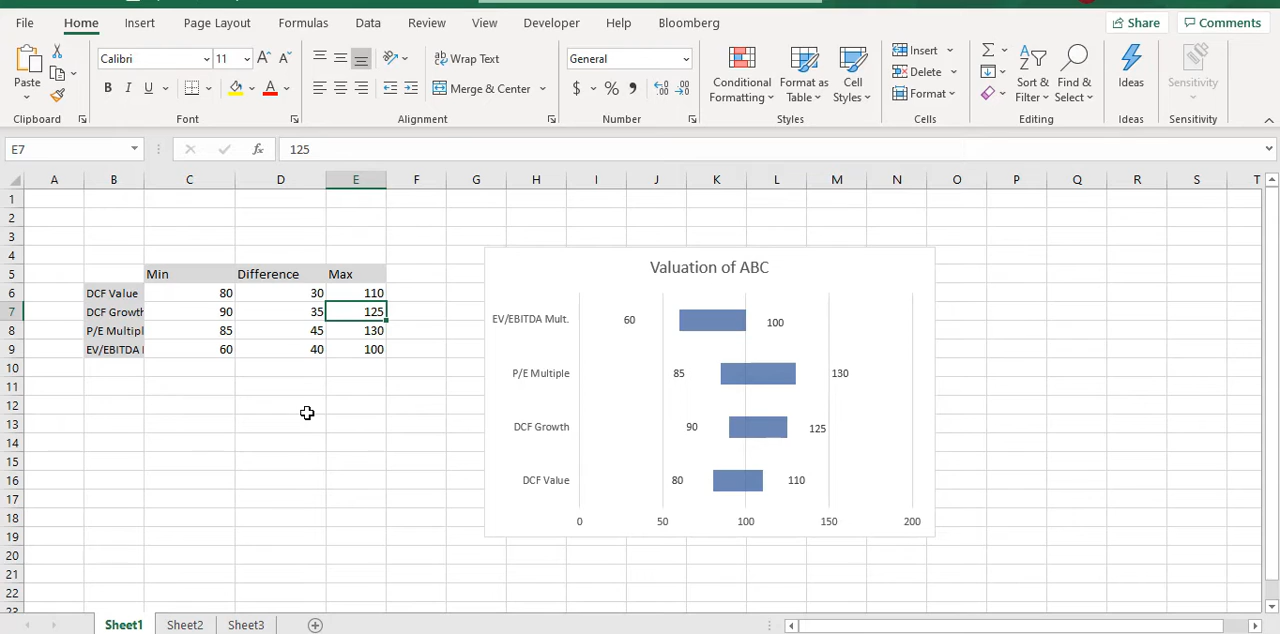 File Home Insert Page Layout Formulas Data Review View Developer Help Bloomberg Share Comments
Calibri 11 A A Wrap Text General Insert Σ
Paste Conditional Format as Cell Delete Sort & Find & Ideas Sensitivity
B I U A Merge & Center $ % , Formatting Table Styles Format Filter Select
Clipboard Font Alignment Number Styles Cells Editing Ideas Sensitivity
E7 fx 125
A B C D E F G H I J K L M N O P Q R S T
1
2
3
4
5 Min Difference Max
6 DCF Value 80 30 110
7 DCF Growth 90 35 125
8 P/E Multipl 85 45 130
9 EV/EBITDA 60 40 100
10
11
12
13
14
15
16
17
18
19
20
21
22
23
Valuation of ABC
EV/EBITDA Mult. 60 100
P/E Multiple 85 130
DCF Growth 90 125
DCF Value 80 110
0 50 100 150 200
Sheet1 Sheet2 Sheet3